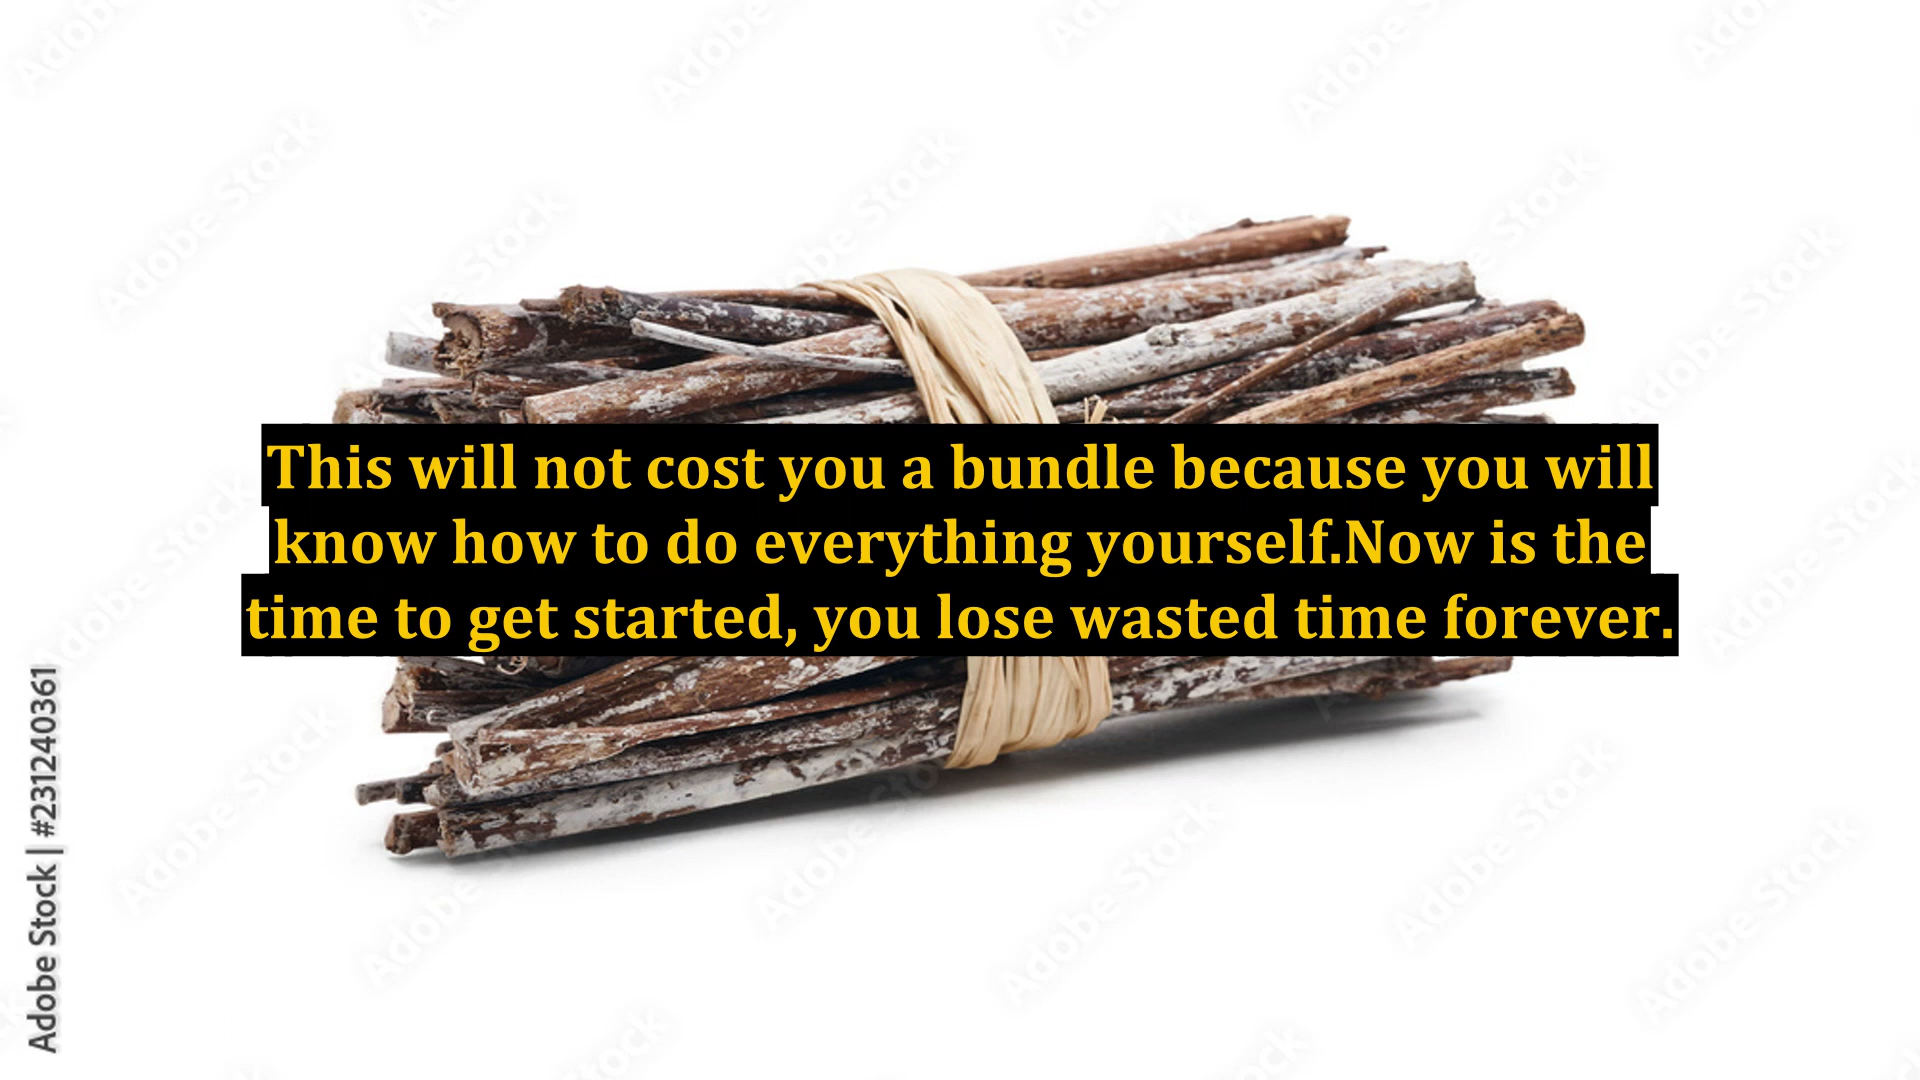 This will not cost you a bundle because you will
know how to do everything yourself.Now is the
time to get started, you lose wasted time forever.
Adobe Stock | #2312140361